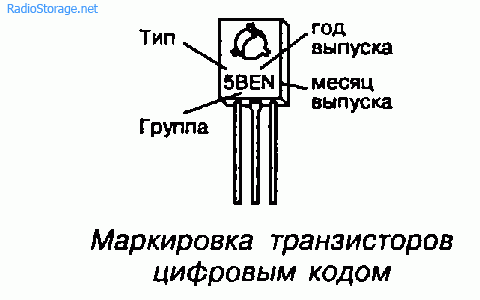 RadioStorage.net
Тип
год
выпуска
5BEN
месяц
выпуска
Группа
Маркировка транзисторов
цифровым кодом